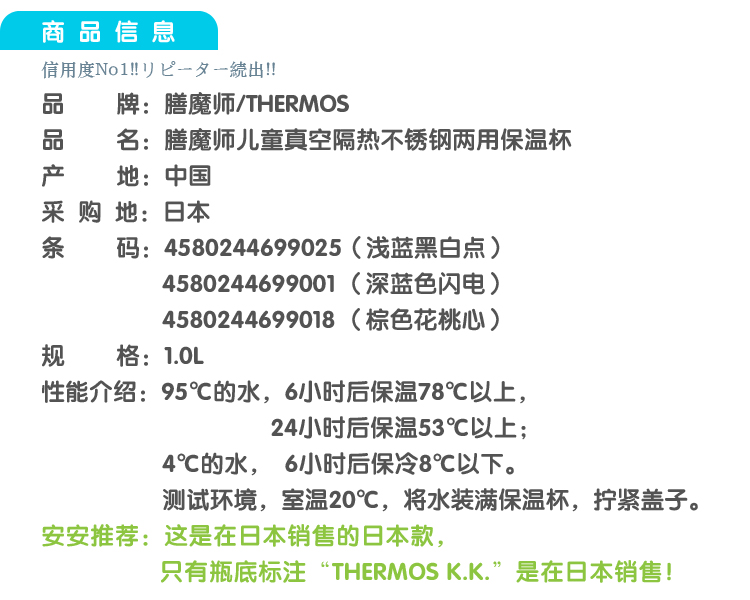 商品信息
信用度No1!!リピーター続出!!
品　　牌：膳魔师/THERMOS
品　　名：膳魔师儿童真空隔热不锈钢两用保温杯
产　　地：中国
采 购 地：日本
条　　码：4580244699025（浅蓝黑白点）
4580244699001（深蓝色闪电）
4580244699018（棕色花桃心）
规　　格：1.0L
性能介绍：95℃的水，6小时后保温78℃以上，
24小时后保温53℃以上；
4℃的水， 6小时后保冷8℃以下。
测试环境，室温20℃，将水装满保温杯，拧紧盖子。
安安推荐：这是在日本销售的日本款，
只有瓶底标注“THERMOS K.K.”是在日本销售！